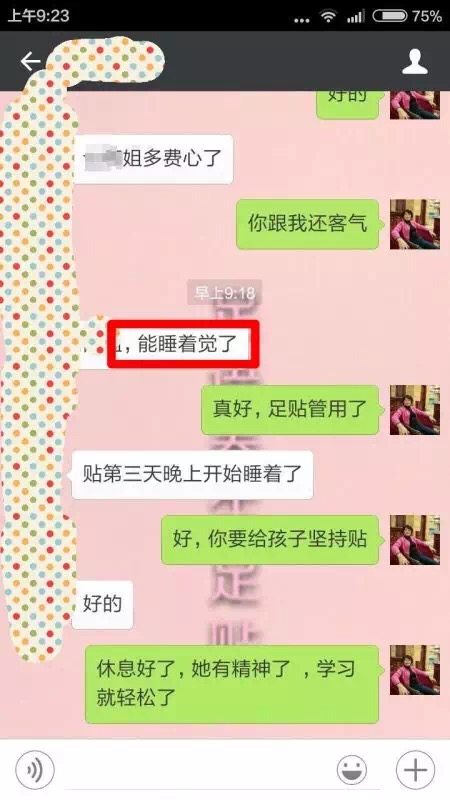 上午9:23
75%
好的
姐多费心了
你跟我还客气
早上9:18
,能睡着觉了
真好,足贴管用了
贴第三天晚上开始睡着了
好,你要给孩子坚持贴
好的
休息好了,她有精神了 ,学习
就轻松了